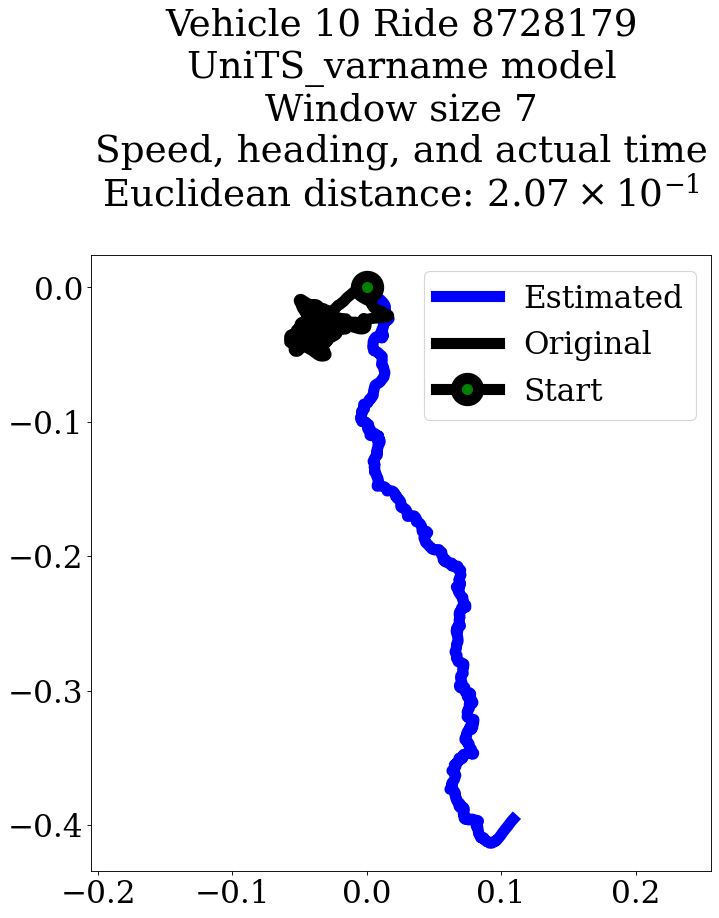 Vehicle 10 Ride 8728179
UniTS_varname model
Window size 7
Speed, heading, and actual time
Euclidean distance: 2.07 × 10⁻¹
Estimated
Original
Start
0.0
−0.1
−0.2
−0.3
−0.4
−0.2 −0.1 0.0 0.1 0.2